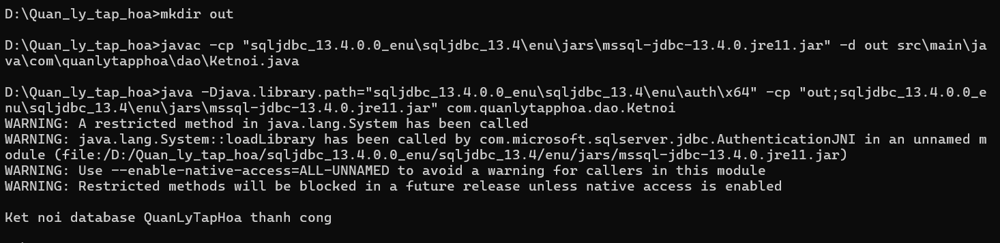 D:\Quan_ly_tap_hoa>mkdir out
D:\Quan_ly_tap_hoa>javac -cp "sqljdbc_13.4.0.0_enu\sqljdbc_13.4\enu\jars\mssql-jdbc-13.4.0.jre11.jar" -d out src\main\ja
va\com\quanlytapphoa\dao\Ketnoi.java
D:\Quan_ly_tap_hoa>java -Djava.library.path="sqljdbc_13.4.0.0_enu\sqljdbc_13.4\enu\auth\x64" -cp "out;sqljdbc_13.4.0.0_e
nu\sqljdbc_13.4\enu\jars\mssql-jdbc-13.4.0.jre11.jar" com.quanlytapphoa.dao.Ketnoi
WARNING: A restricted method in java.lang.System has been called
WARNING: java.lang.System::loadLibrary has been called by com.microsoft.sqlserver.jdbc.AuthenticationJNI in an unnamed m
odule (file:/D:/Quan_ly_tap_hoa/sqljdbc_13.4.0.0_enu/sqljdbc_13.4/enu/jars/mssql-jdbc-13.4.0.jre11.jar)
WARNING: Use --enable-native-access=ALL-UNNAMED to avoid a warning for callers in this module
WARNING: Restricted methods will be blocked in a future release unless native access is enabled
Ket noi database QuanLyTapHoa thanh cong